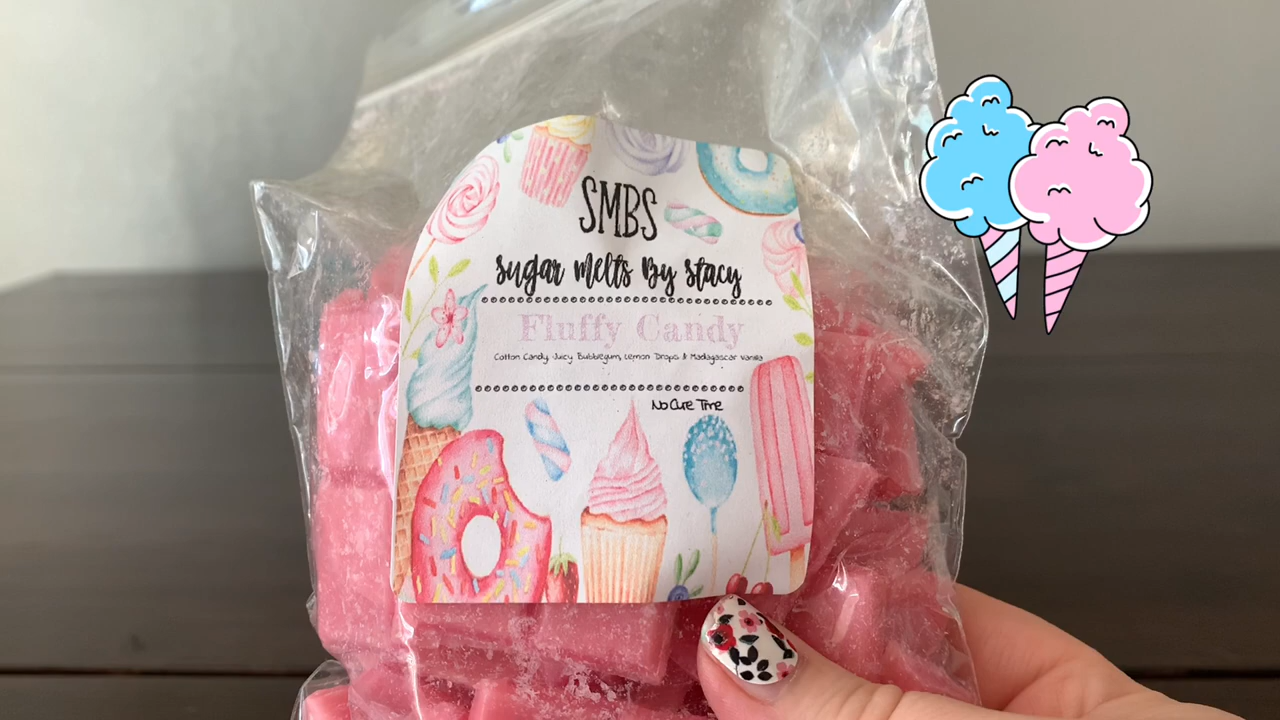 SMBS
Sugar Melts By Stacy
Fluffy Candy
Cotton Candy, Juicy Bubblegum, Lemon Drops & Madagascar Vanilla
No Cure Time